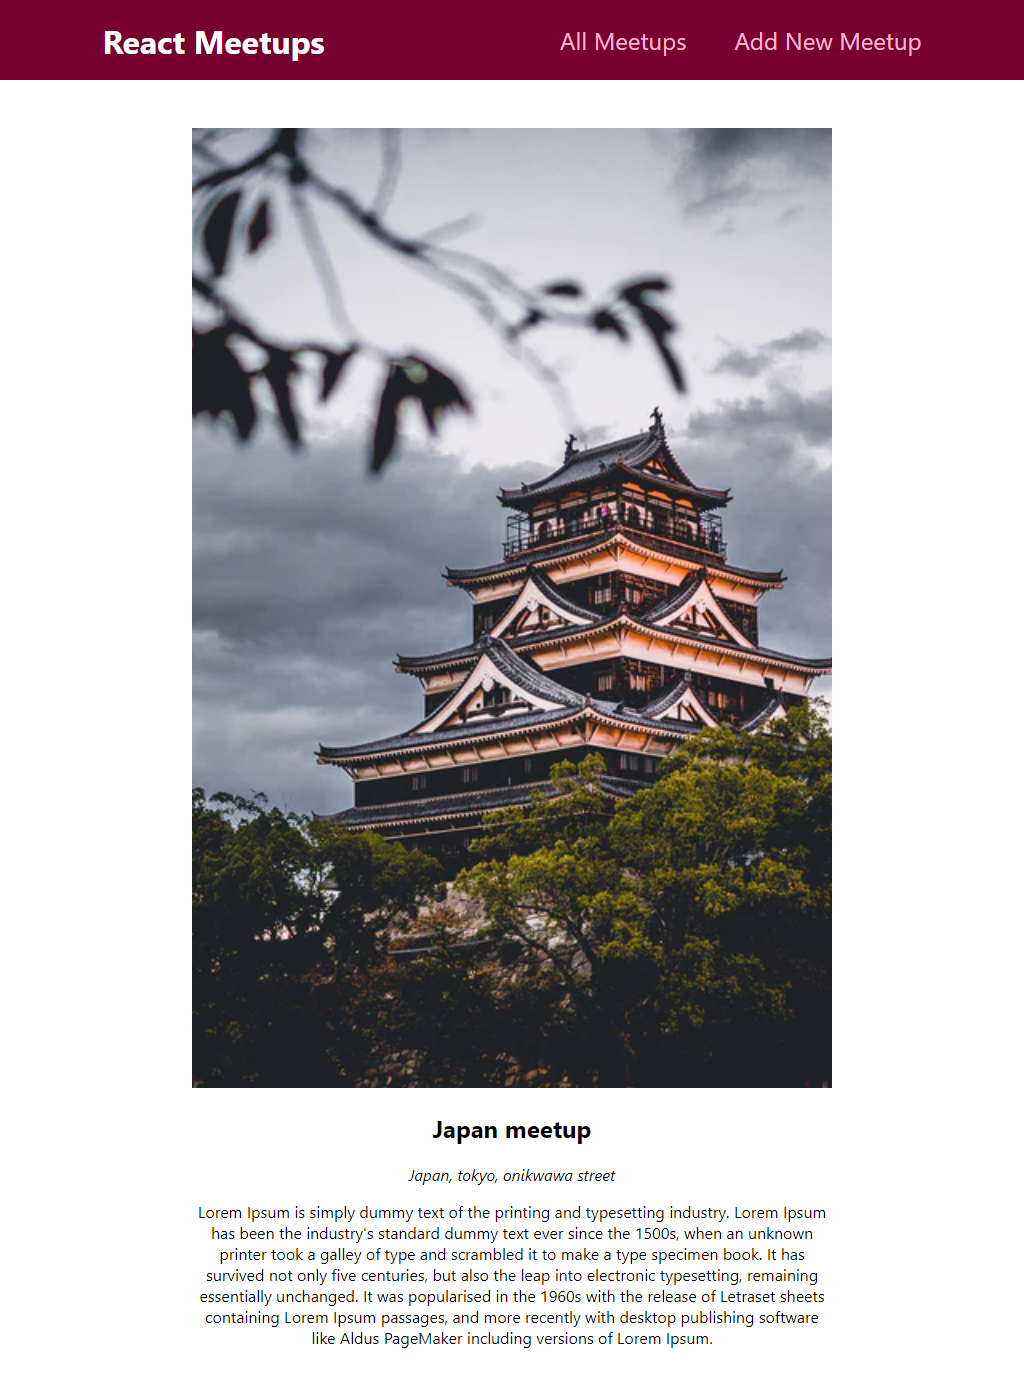 React Meetups
All Meetups
Add New Meetup
Japan meetup
Japan, tokyo, onikwawa street
Lorem Ipsum is simply dummy text of the printing and typesetting industry. Lorem Ipsum
has been the industry's standard dummy text ever since the 1500s, when an unknown
printer took a galley of type and scrambled it to make a type specimen book. It has
survived not only five centuries, but also the leap into electronic typesetting, remaining
essentially unchanged. It was popularised in the 1960s with the release of Letraset sheets
containing Lorem Ipsum passages, and more recently with desktop publishing software
like Aldus PageMaker including versions of Lorem Ipsum.